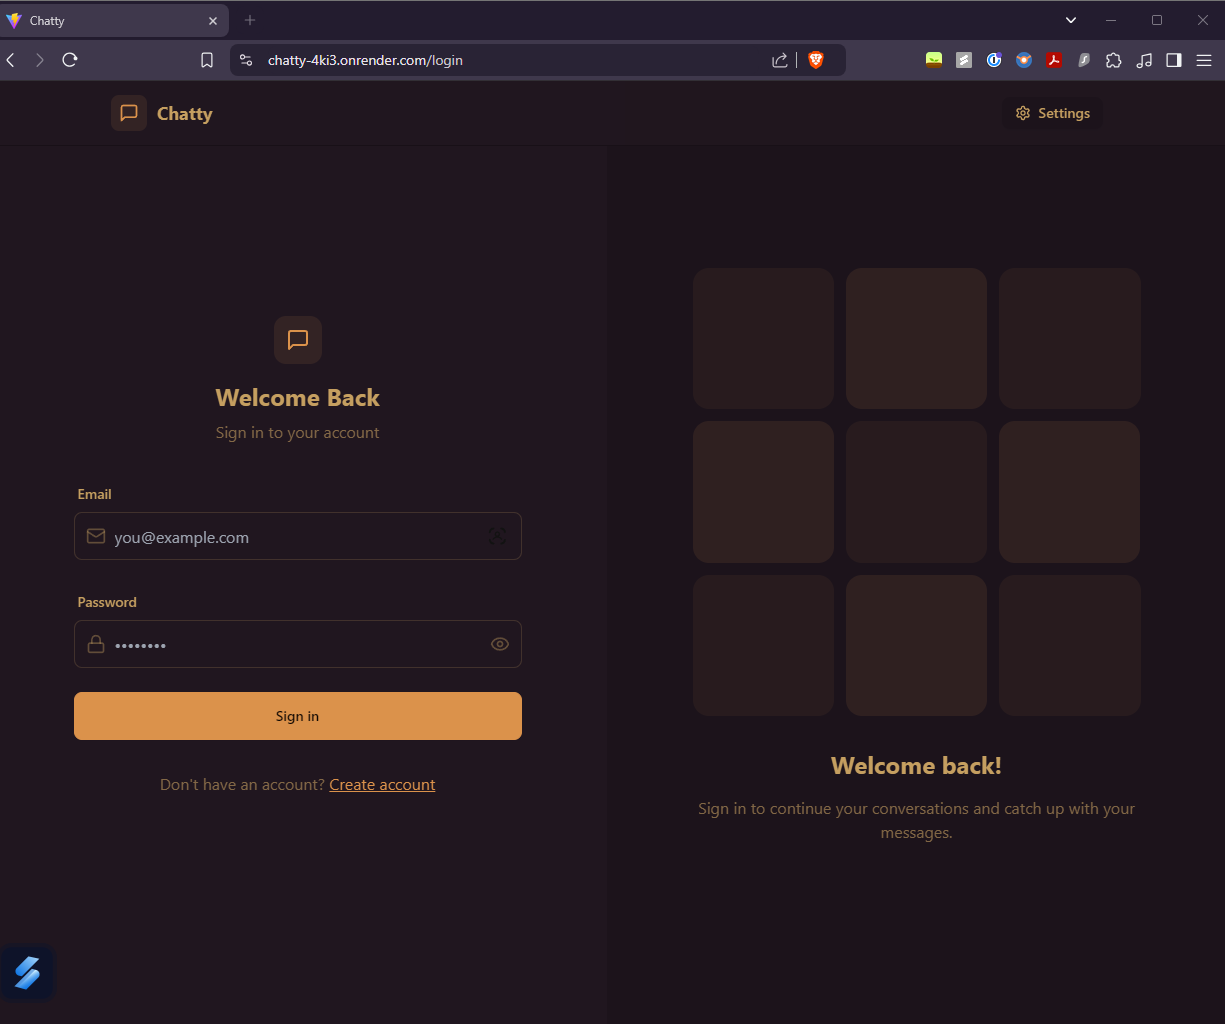 Chatty
chatty-4ki3.onrender.com/login
Chatty
Settings
Welcome Back
Sign in to your account
Email
you@example.com
Password
••••••••
Sign in
Don't have an account? Create account
Welcome back!
Sign in to continue your conversations and catch up with your
messages.